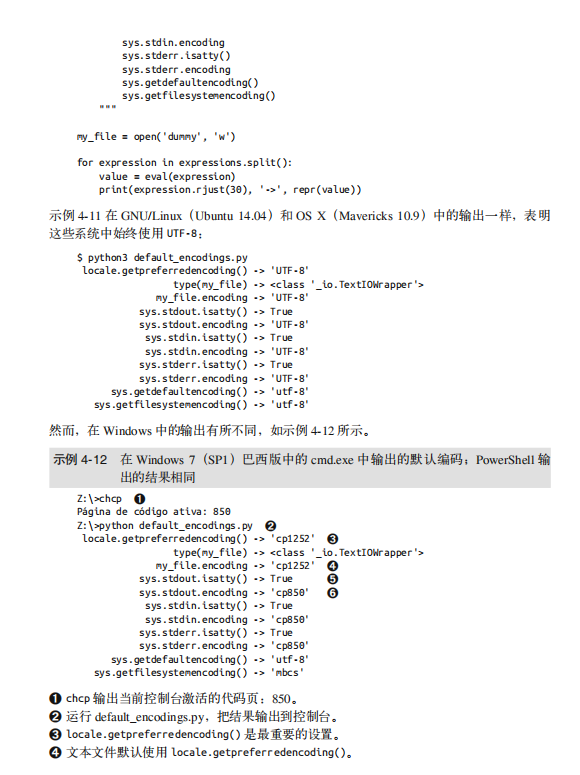 sys.stdin.encoding
sys.stderr.isatty()
sys.stderr.encoding
sys.getdefaultencoding()
sys.getfilesystemencoding()
"""
my_file = open('dummy', 'w')
for expression in expressions.split():
value = eval(expression)
print(expression.rjust(30), '->', repr(value))
示例 4-11 在 GNU/Linux（Ubuntu 14.04）和 OS X（Mavericks 10.9）中的输出一样，表明
这些系统中始终使用 UTF-8：
$ python3 default_encodings.py
locale.getpreferredencoding() -> 'UTF-8'
type(my_file) -> <class '_io.TextIOWrapper'>
my_file.encoding -> 'UTF-8'
sys.stdout.isatty() -> True
sys.stdout.encoding -> 'UTF-8'
sys.stdin.isatty() -> True
sys.stdin.encoding -> 'UTF-8'
sys.stderr.isatty() -> True
sys.stderr.encoding -> 'UTF-8'
sys.getdefaultencoding() -> 'utf-8'
sys.getfilesystemencoding() -> 'utf-8'
然而，在 Windows 中的输出有所不同，如示例 4-12 所示。
示例 4-12 在 Windows 7（SP1）巴西版中的 cmd.exe 中输出的默认编码；PowerShell 输
出的结果相同
Z:\>chcp ❶
Página de código ativa: 850
Z:\>python default_encodings.py ❷
locale.getpreferredencoding() -> 'cp1252' ❸
type(my_file) -> <class '_io.TextIOWrapper'>
my_file.encoding -> 'cp1252' ❹
sys.stdout.isatty() -> True ❺
sys.stdout.encoding -> 'cp850' ❻
sys.stdin.isatty() -> True
sys.stdin.encoding -> 'cp850'
sys.stderr.isatty() -> True
sys.stderr.encoding -> 'cp850'
sys.getdefaultencoding() -> 'utf-8'
sys.getfilesystemencoding() -> 'mbcs'
❶ chcp 输出当前控制台激活的代码页：850。
❷ 运行 default_encodings.py，把结果输出到控制台。
❸ locale.getpreferredencoding() 是最重要的设置。
❹ 文本文件默认使用 locale.getpreferredencoding()。